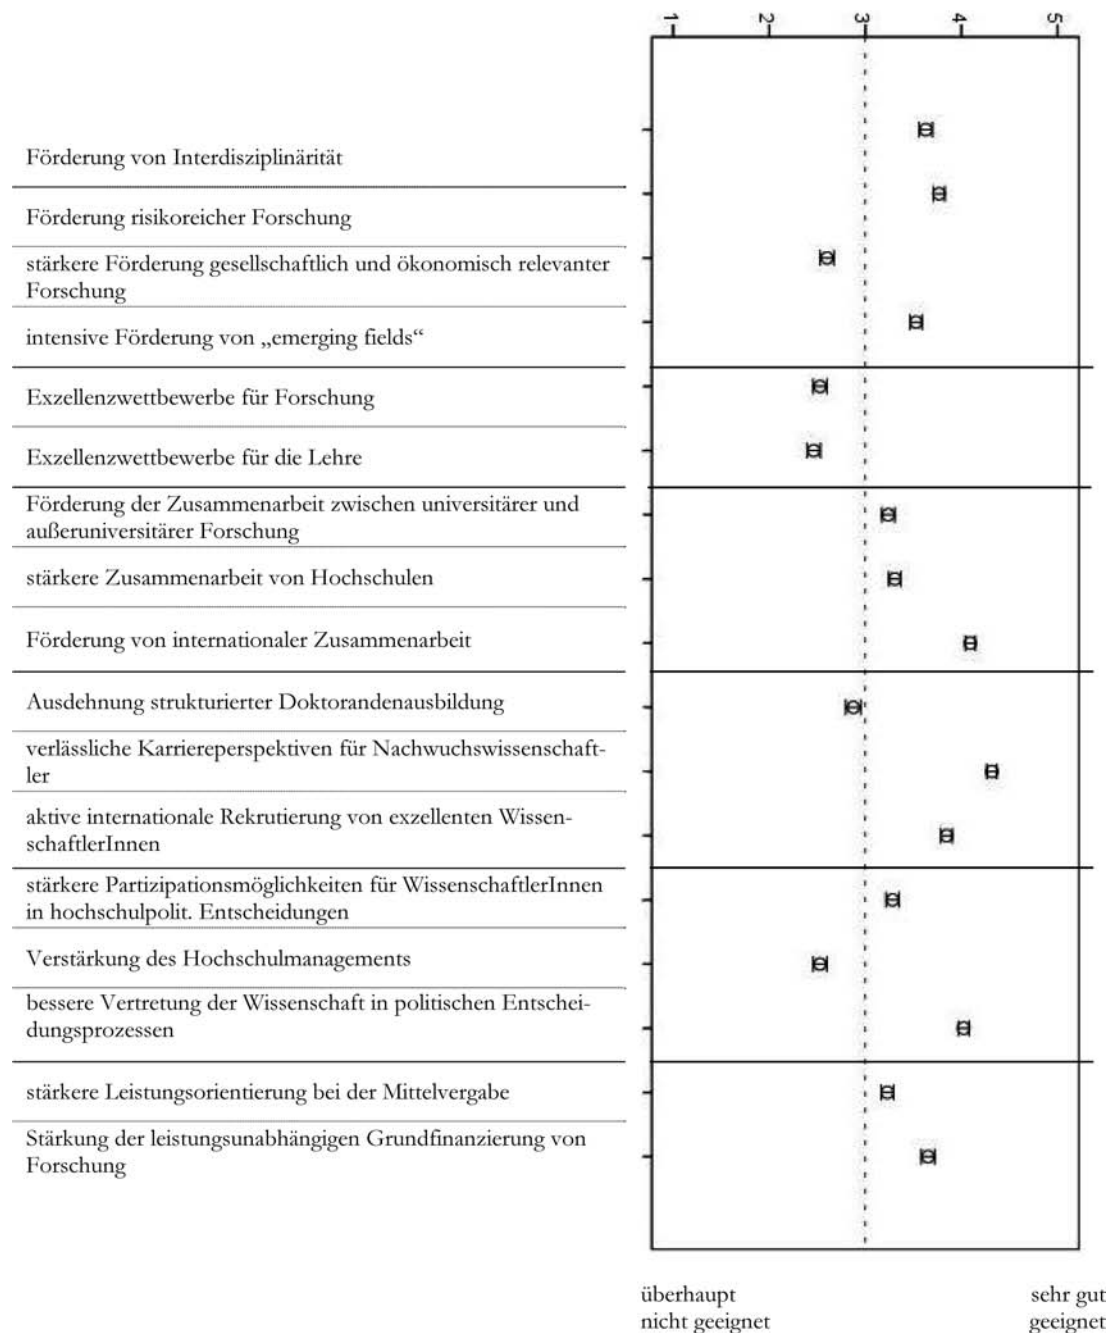 1 2 3 4 5
Förderung von Interdisziplinärität
Förderung risikoreicher Forschung
stärkere Förderung gesellschaftlich und ökonomisch relevanter
Forschung
intensive Förderung von „emerging fields“
Exzellenzwettbewerbe für Forschung
Exzellenzwettbewerbe für die Lehre
Förderung der Zusammenarbeit zwischen universitärer und
außeruniversitärer Forschung
stärkere Zusammenarbeit von Hochschulen
Förderung von internationaler Zusammenarbeit
Ausdehnung strukturierter Doktorandenausbildung
verlässliche Karriereperspektiven für Nachwuchswissenschaft-
ler
aktive internationale Rekrutierung von exzellenten Wissen-
schaftlerInnen
stärkere Partizipationsmöglichkeiten für WissenschaftlerInnen
in hochschulpolit. Entscheidungen
Verstärkung des Hochschulmanagements
bessere Vertretung der Wissenschaft in politischen Entschei-
dungsprozessen
stärkere Leistungsorientierung bei der Mittelvergabe
Stärkung der leistungsunabhängigen Grundfinanzierung von
Forschung
überhaupt sehr gut
nicht geeignet geeignet